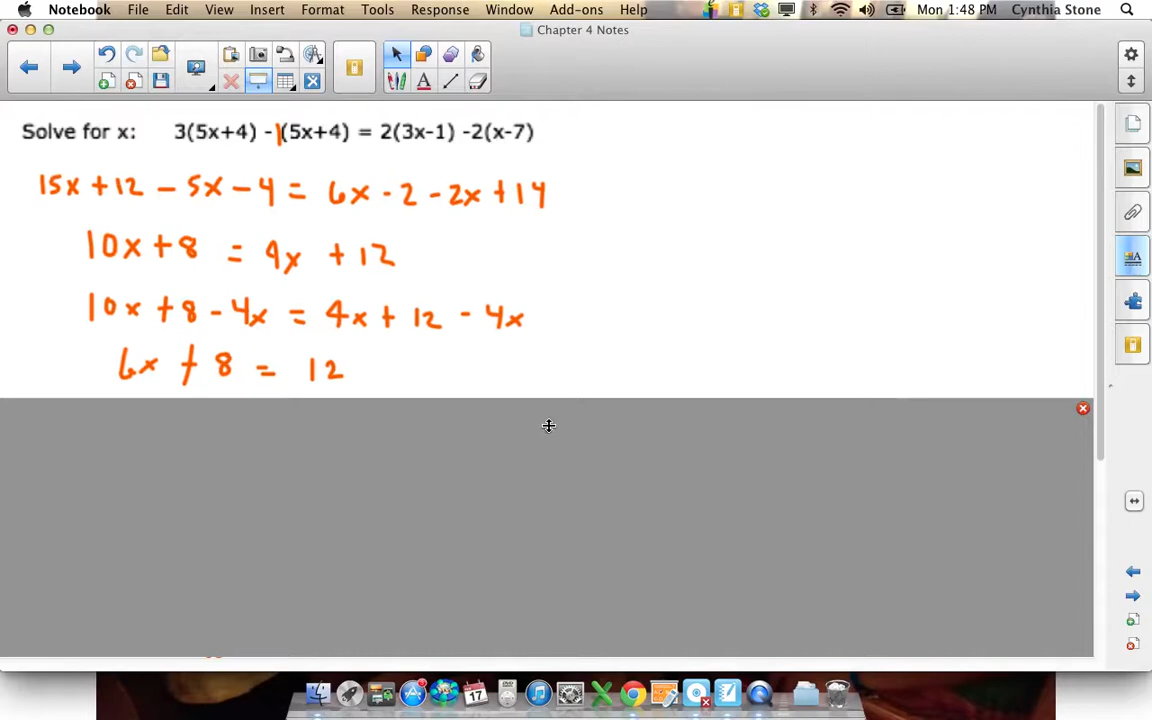 Notebook File Edit View Insert Format Tools Response Window Add-ons Help Mon 1:48 PM Cynthia Stone
Chapter 4 Notes
Solve for x: 3(5x+4) -1(5x+4) = 2(3x-1) -2(x-7)
15x + 12 - 5x - 4 = 6x - 2 - 2x + 14
10x + 8 = 4x + 12
10x + 8 - 4x = 4x + 12 - 4x
6x + 8 = 12
17